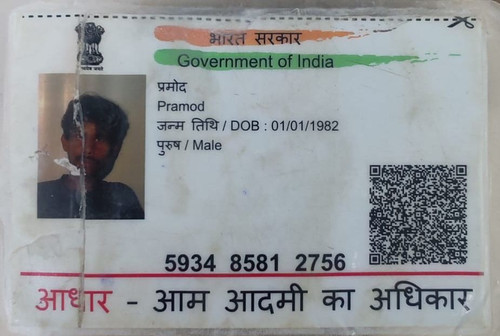 भारत सरकार
Government of India
प्रमोद
Pramod
जन्म तिथि / DOB : 01/01/1982
पुरुष / Male
5934 8581 2756
आधार - आम आदमी का अधिकार